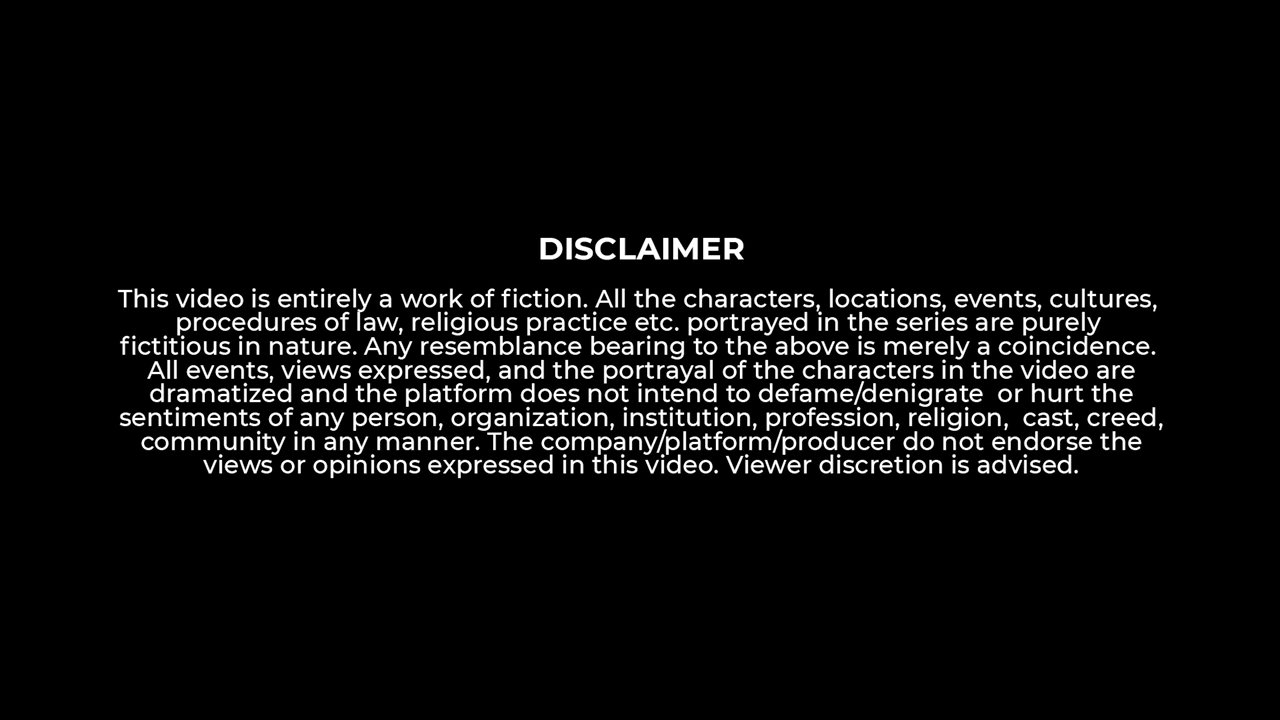 DISCLAIMER
This video is entirely a work of fiction. All the characters, locations, events, cultures,
procedures of law, religious practice etc. portrayed in the series are purely
fictitious in nature. Any resemblance bearing to the above is merely a coincidence.
All events, views expressed, and the portrayal of the characters in the video are
dramatized and the platform does not intend to defame/denigrate  or hurt the
sentiments of any person, organization, institution, profession, religion,  cast, creed,
community in any manner. The company/platform/producer do not endorse the
views or opinions expressed in this video. Viewer discretion is advised.